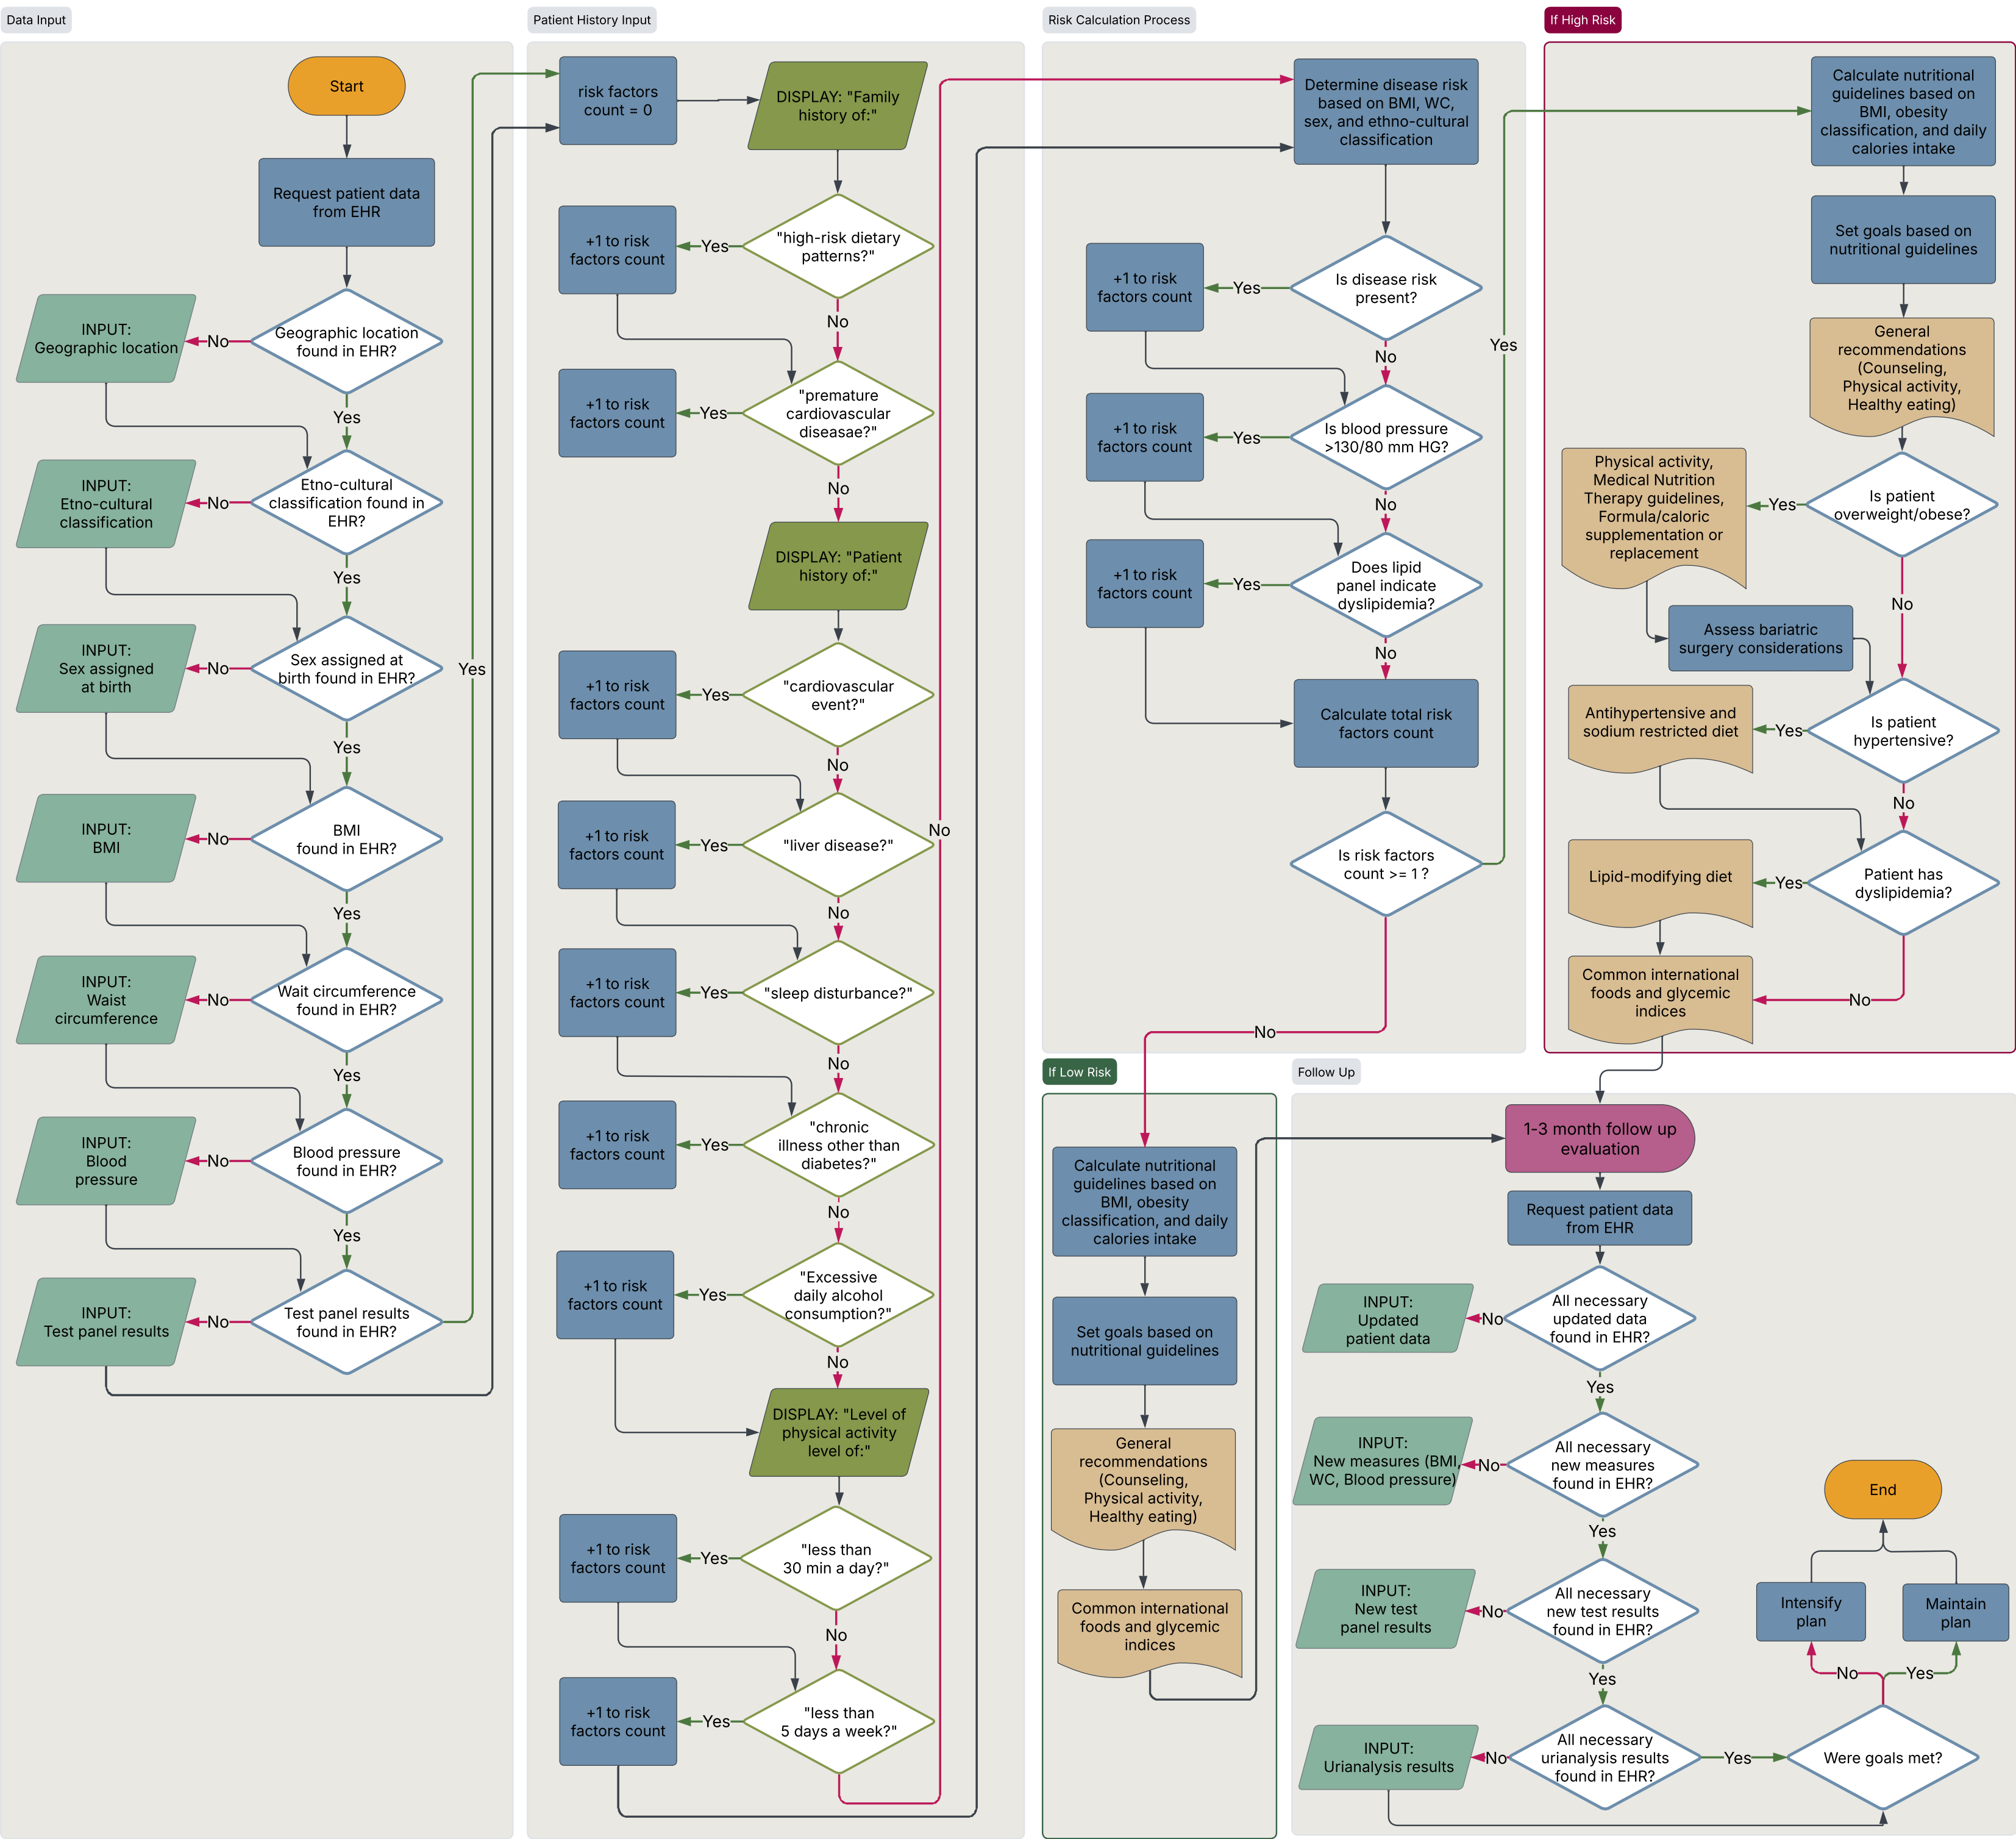 Data Input
Start
Request patient data
from EHR
Geographic location
found in EHR?
No
INPUT:
Geographic location
Yes
Etno-cultural
classification found in
EHR?
No
INPUT:
Etno-cultural
classification
Yes
Sex assigned at
birth found in EHR?
No
INPUT:
Sex assigned
at birth
Yes
BMI
found in EHR?
No
INPUT:
BMI
Yes
Wait circumference
found in EHR?
No
INPUT:
Waist
circumference
Yes
Blood pressure
found in EHR?
No
INPUT:
Blood
pressure
Yes
Test panel results
found in EHR?
No
INPUT:
Test panel results
Yes
Patient History Input
risk factors
count = 0
DISPLAY: "Family
history of:"
"high-risk dietary
patterns?"
Yes
+1 to risk
factors count
No
"premature
cardiovascular
diseasae?"
Yes
+1 to risk
factors count
No
DISPLAY: "Patient
history of:"
"cardiovascular
event?"
Yes
+1 to risk
factors count
No
"liver disease?"
Yes
+1 to risk
factors count
No
"sleep disturbance?"
Yes
+1 to risk
factors count
No
"chronic
illness other than
diabetes?"
Yes
+1 to risk
factors count
No
"Excessive
daily alcohol
consumption?"
Yes
+1 to risk
factors count
No
DISPLAY: "Level of
physical activity
level of:"
"less than
30 min a day?"
Yes
+1 to risk
factors count
No
"less than
5 days a week?"
Yes
+1 to risk
factors count
No
Risk Calculation Process
Determine disease risk
based on BMI, WC,
sex, and ethno-cultural
classification
Is disease risk
present?
Yes
+1 to risk
factors count
No
Is blood pressure
>130/80 mm HG?
Yes
+1 to risk
factors count
No
Does lipid
panel indicate
dyslipidemia?
Yes
+1 to risk
factors count
No
Calculate total risk
factors count
Is risk factors
count >= 1 ?
Yes
No
If High Risk
Calculate nutritional
guidelines based on
BMI, obesity
classification, and daily
calories intake
Set goals based on
nutritional guidelines
General
recommendations
(Counseling,
Physical activity,
Healthy eating)
Is patient
overweight/obese?
Yes
Physical activity,
Medical Nutrition
Therapy guidelines,
Formula/caloric
supplementation or
replacement
No
Assess bariatric
surgery considerations
Is patient
hypertensive?
Yes
Antihypertensive and
sodium restricted diet
No
Patient has
dyslipidemia?
Yes
Lipid-modifying diet
No
Common international
foods and glycemic
indices
If Low Risk
Calculate nutritional
guidelines based on
BMI, obesity
classification, and daily
calories intake
Set goals based on
nutritional guidelines
General
recommendations
(Counseling,
Physical activity,
Healthy eating)
Common international
foods and glycemic
indices
Follow Up
1-3 month follow up
evaluation
Request patient data
from EHR
All necessary
updated data
found in EHR?
No
INPUT:
Updated
patient data
Yes
All necessary
new measures
found in EHR?
No
INPUT:
New measures (BMI,
WC, Blood pressure)
Yes
All necessary
new test results
found in EHR?
No
INPUT:
New test
panel results
Yes
All necessary
urianalysis results
found in EHR?
No
INPUT:
Urianalysis results
Yes
Were goals met?
No
Yes
Intensify
plan
Maintain
plan
End